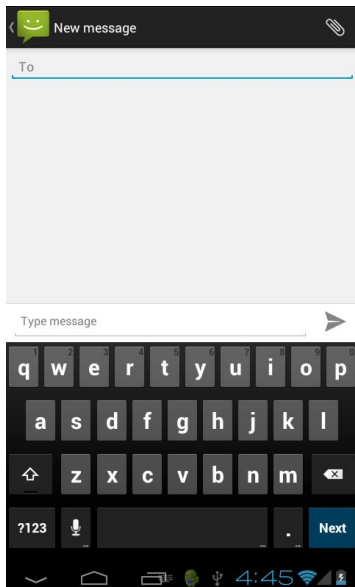 New message
To
Type message
1 2 3 4 5 6 7 8 9 0
q w e r t y u i o p
a s d f g h j k l
z x c v b n m
?123 ... ... . ... Next
4:45